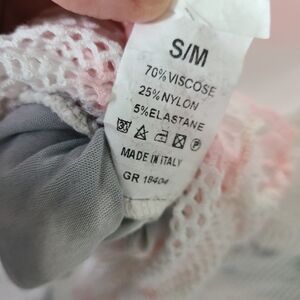 S/M
70%VISCOSE
25%NYLON
5%ELASTANE
MADE IN ITALY
GR 18404